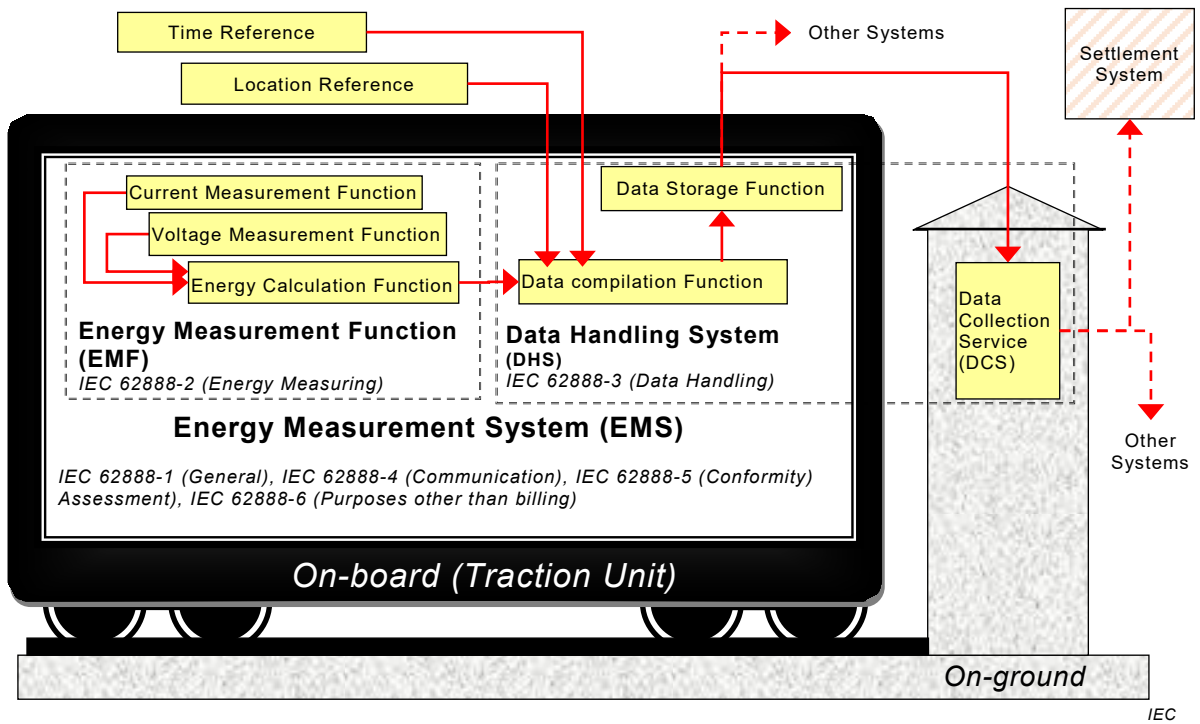 Time Reference
Other Systems
Settlement
System
Location Reference
Current Measurement Function
Data Storage Function
Voltage Measurement Function
Energy Calculation Function
Data compilation Function
Data
Collection
Service
(DCS)
Energy Measurement Function
(EMF)
IEC 62888-2 (Energy Measuring)
Data Handling System
(DHS)
IEC 62888-3 (Data Handling)
Energy Measurement System (EMS)
Other
Systems
IEC 62888-1 (General), IEC 62888-4 (Communication), IEC 62888-5 (Conformity)
Assessment), IEC 62888-6 (Purposes other than billing)
On-board (Traction Unit)
On-ground
IEC